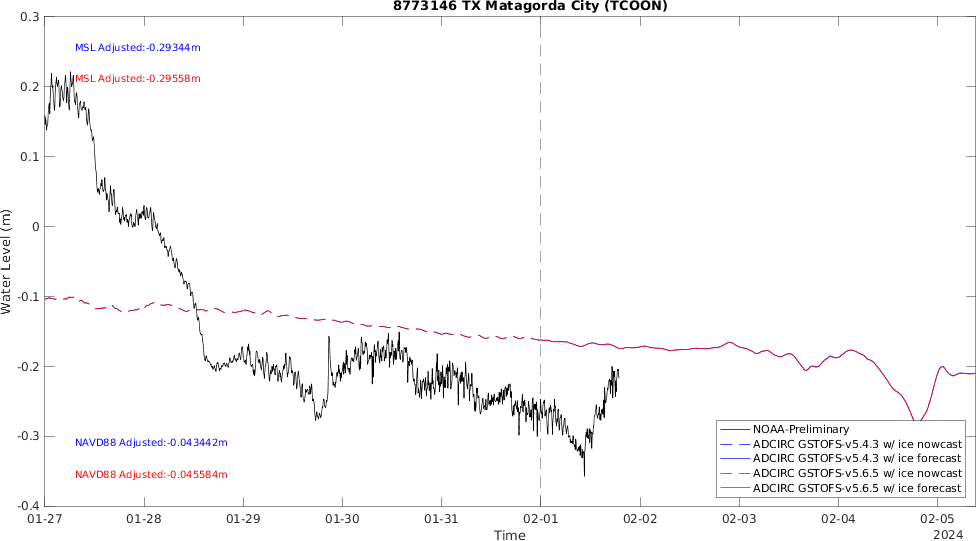 8773146 TX Matagorda City (TCOON)
0.3
0.2
0.1
0
-0.1
-0.2
-0.3
-0.4
Water Level (m)
MSL Adjusted:-0.29344m
MSL Adjusted:-0.29558m
NAVD88 Adjusted:-0.043442m
NAVD88 Adjusted:-0.045584m
NOAA-Preliminary
ADCIRC GSTOFS-v5.4.3 w/ ice nowcast
ADCIRC GSTOFS-v5.4.3 w/ ice forecast
ADCIRC GSTOFS-v5.6.5 w/ ice nowcast
ADCIRC GSTOFS-v5.6.5 w/ ice forecast
01-27 01-28 01-29 01-30 01-31 02-01 02-02 02-03 02-04 02-05
Time
2024